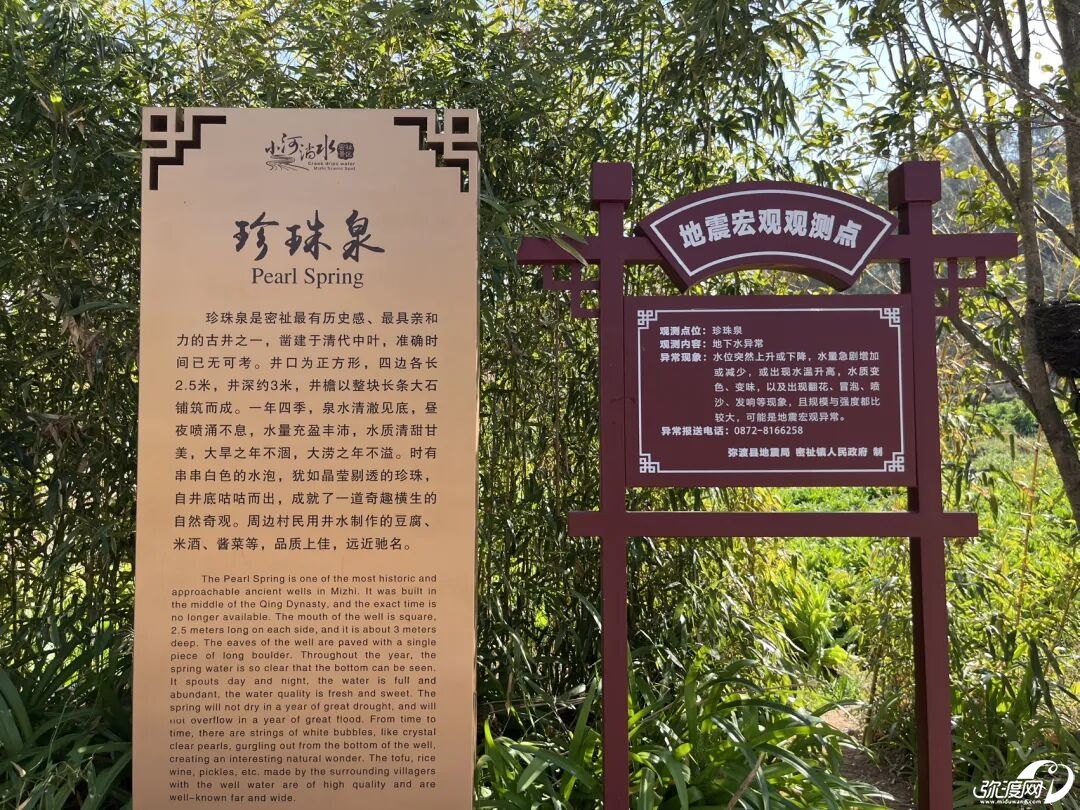 小河淌水
Creek drips water
Mizhi Scenic Spot
珍珠泉
Pearl Spring
珍珠泉是密祉最有历史感、最具亲和
力的古井之一，凿建于清代中叶，准确时
间已无可考。井口为正方形，四边各长
2.5米，井深约3米，井檐以整块长条大石
铺筑而成。一年四季，泉水清澈见底，昼
夜喷涌不息，水量充盈丰沛，水质清甜甘
美，大旱之年不涸，大涝之年不溢。时有
串串白色的水泡，犹如晶莹剔透的珍珠，
自井底咕咕而出，成就了一道奇趣横生的
自然奇观。周边村民用井水制作的豆腐、
米酒、酱菜等，品质上佳，远近驰名。
The Pearl Spring is one of the most historic and
approachable ancient wells in Mizhi. It was built in
the middle of the Qing Dynasty, and the exact time is
no longer available. The mouth of the well is square,
2.5 meters long on each side, and it is about 3 meters
deep. The eaves of the well are paved with a single
piece of long boulder. Throughout the year, the
spring water is so clear that the bottom can be seen.
It spouts day and night, the water is full and
abundant, the water quality is fresh and sweet. The
spring will not dry in a year of great drought, and will
not overflow in a year of great flood. From time to
time, there are strings of white bubbles, like crystal
clear pearls, gurgling out from the bottom of the well,
creating an interesting natural wonder. The tofu, rice
wine, pickles, etc. made by the surrounding villagers
with the well water are of high quality and are
well-known far and wide.
地震宏观观测点
观测点位：珍珠泉
观测内容：地下水异常
异常现象：水位突然上升或下降，水量急剧增加
或减少，或出现水温升高，水质变
色、变味，以及出现翻花、冒泡、喷
沙、发响等现象，且规模与强度都比
较大，可能是地震宏观异常。
异常报送电话：0872-8166258
弥渡县地震局 密祉镇人民政府 制
弥渡网
www.miduwang.com